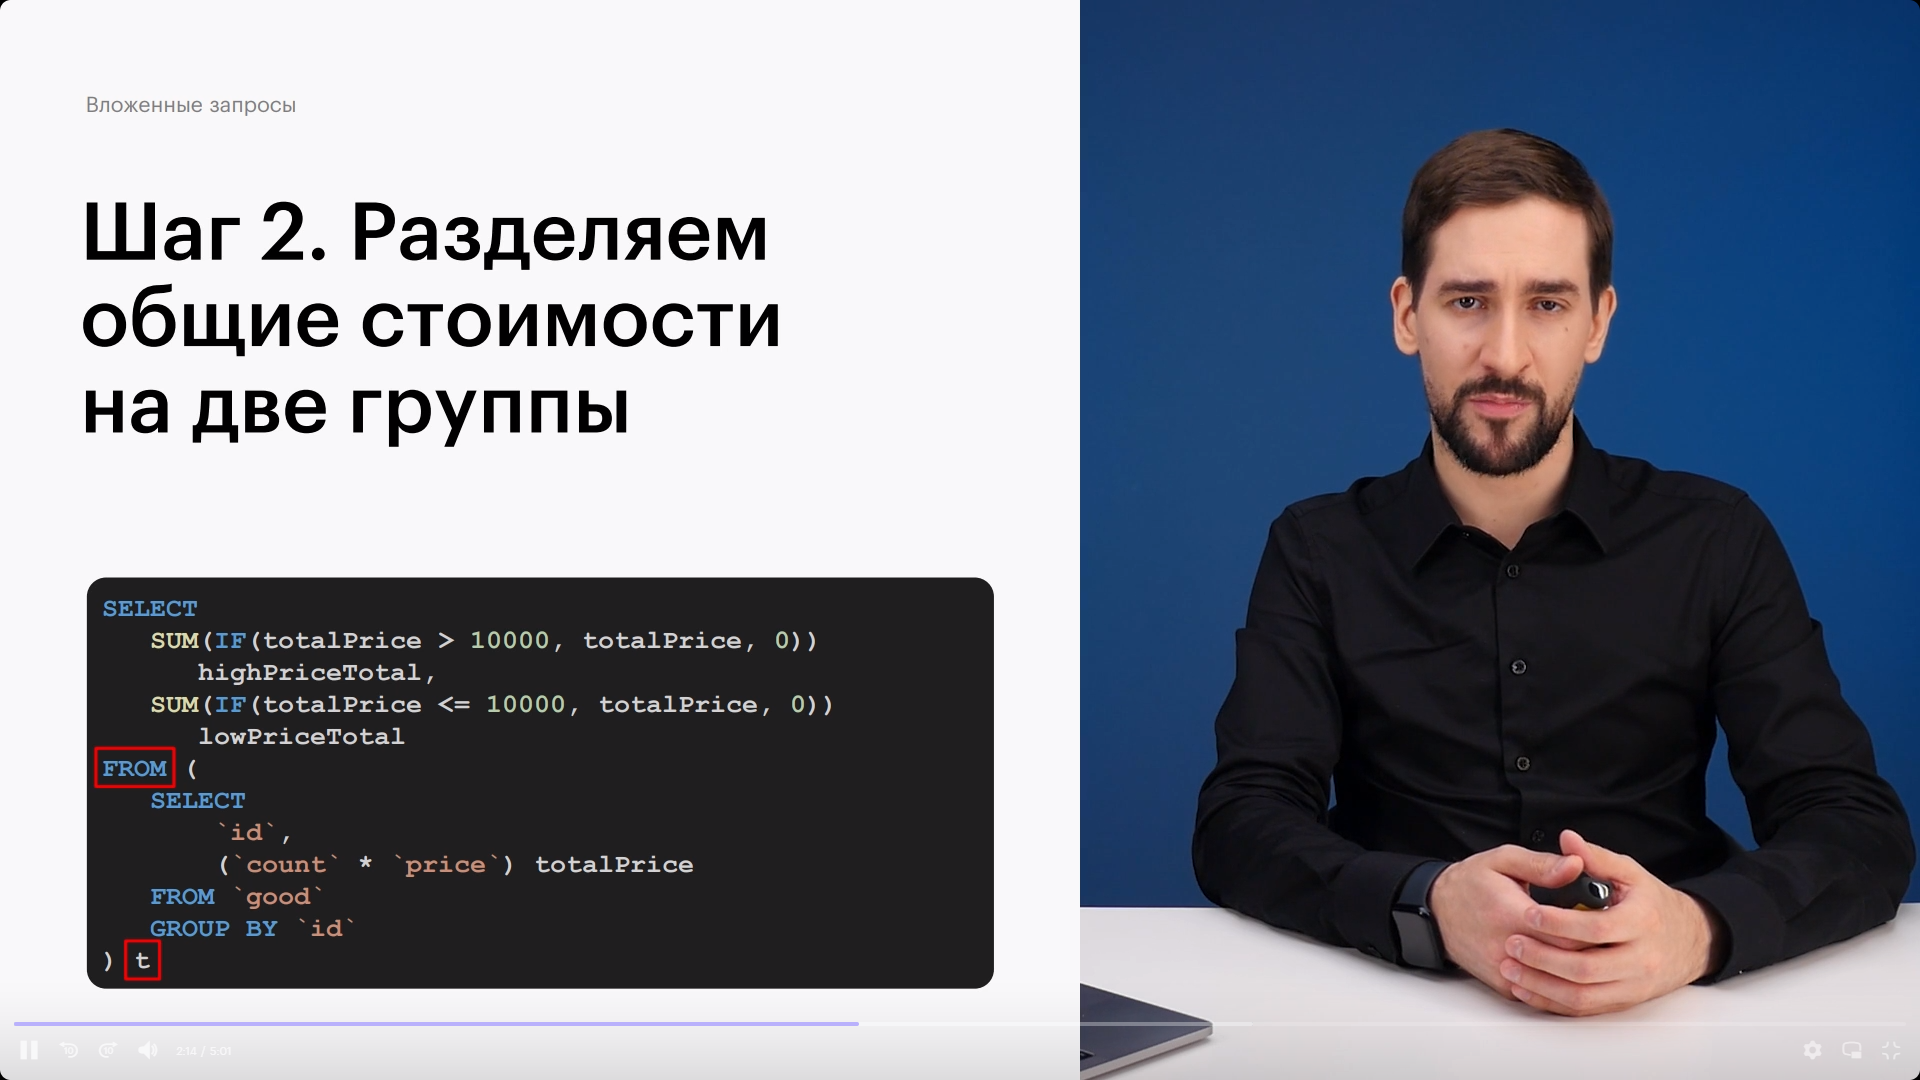 Вложенные запросы
Шаг 2. Разделяем
общие стоимости
на две группы
SELECT
SUM(IF(totalPrice > 10000, totalPrice, 0))
highPriceTotal,
SUM(IF(totalPrice <= 10000, totalPrice, 0))
lowPriceTotal
FROM (
SELECT
`id`,
(`count` * `price`) totalPrice
FROM `good`
GROUP BY `id`
) t
10
10
2:14 / 5:01